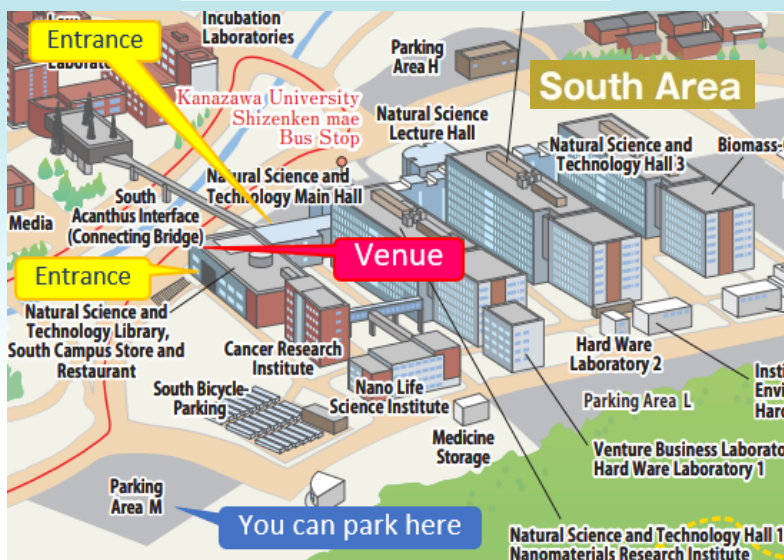 Incubation
Laboratories
Entrance
Parking
Area H
South Area
Kanazawa University
Shizenken mae
Bus Stop
Natural Science
Lecture Hall
Natural Science and
Technology Hall 3
Natural Science and
Technology Main Hall
Media
South
Acanthus Interface
(Connecting Bridge)
Venue
Entrance
Natural Science and
Technology Library,
South Campus Store and
Restaurant
Cancer Research
Institute
Hard Ware
Laboratory 2
South Bicycle-
Parking
Nano Life
Science Institute
Parking Area L
Medicine
Storage
Venture Business
Hard Ware Laboratory 1
Parking
Area M
You can park here
Natural Science and Technology Hall 1
Nanomaterials Research Institute